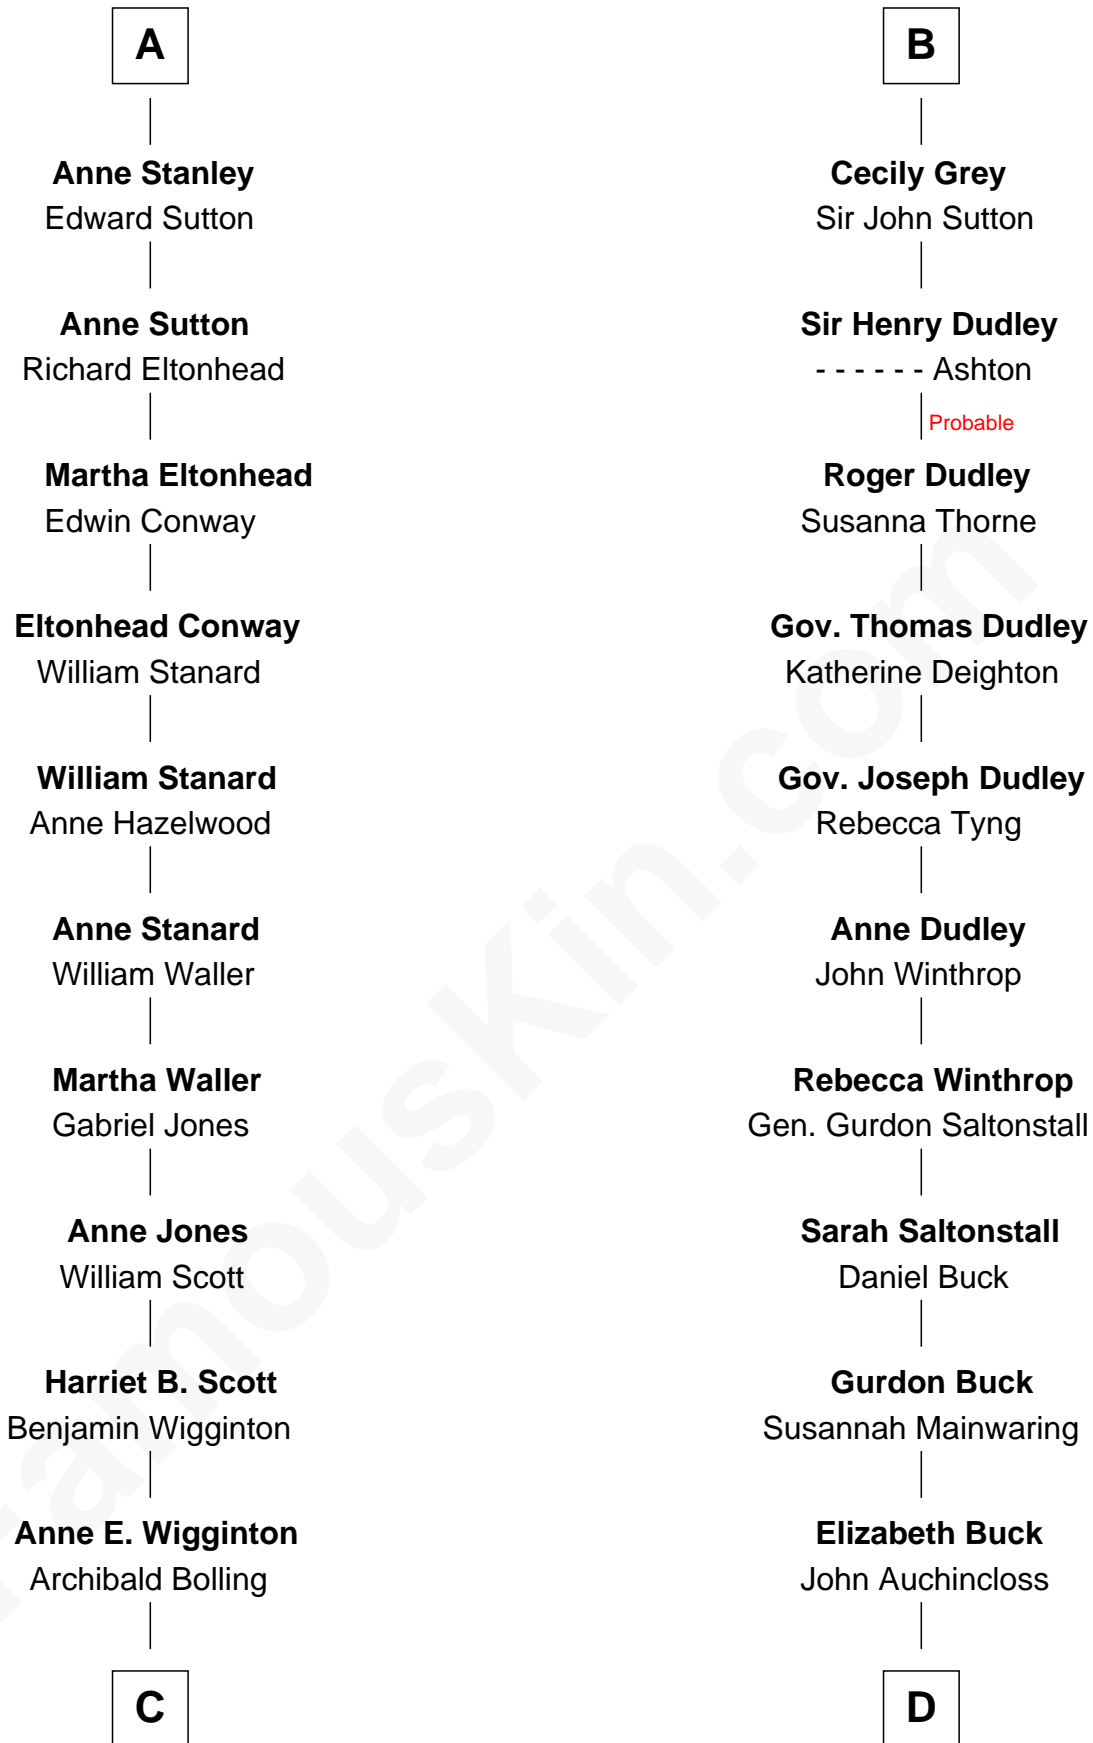 A
Anne Stanley
Edward Sutton
Anne Sutton
Richard Eltonhead
Martha Eltonhead
Edwin Conway
Eltonhead Conway
William Stanard
William Stanard
Anne Hazelwood
Anne Stanard
William Waller
Martha Waller
Gabriel Jones
Anne Jones
William Scott
Harriet B. Scott
Benjamin Wigginton
Anne E. Wigginton
Archibald Bolling
C
B
Cecily Grey
Sir John Sutton
Sir Henry Dudley
- - - - - - Ashton
Probable
Roger Dudley
Susanna Thorne
Gov. Thomas Dudley
Katherine Deighton
Gov. Joseph Dudley
Rebecca Tyng
Anne Dudley
John Winthrop
Rebecca Winthrop
Gen. Gurdon Saltonstall
Sarah Saltonstall
Daniel Buck
Gurdon Buck
Susannah Mainwaring
Elizabeth Buck
John Auchincloss
D
FamousKin.com